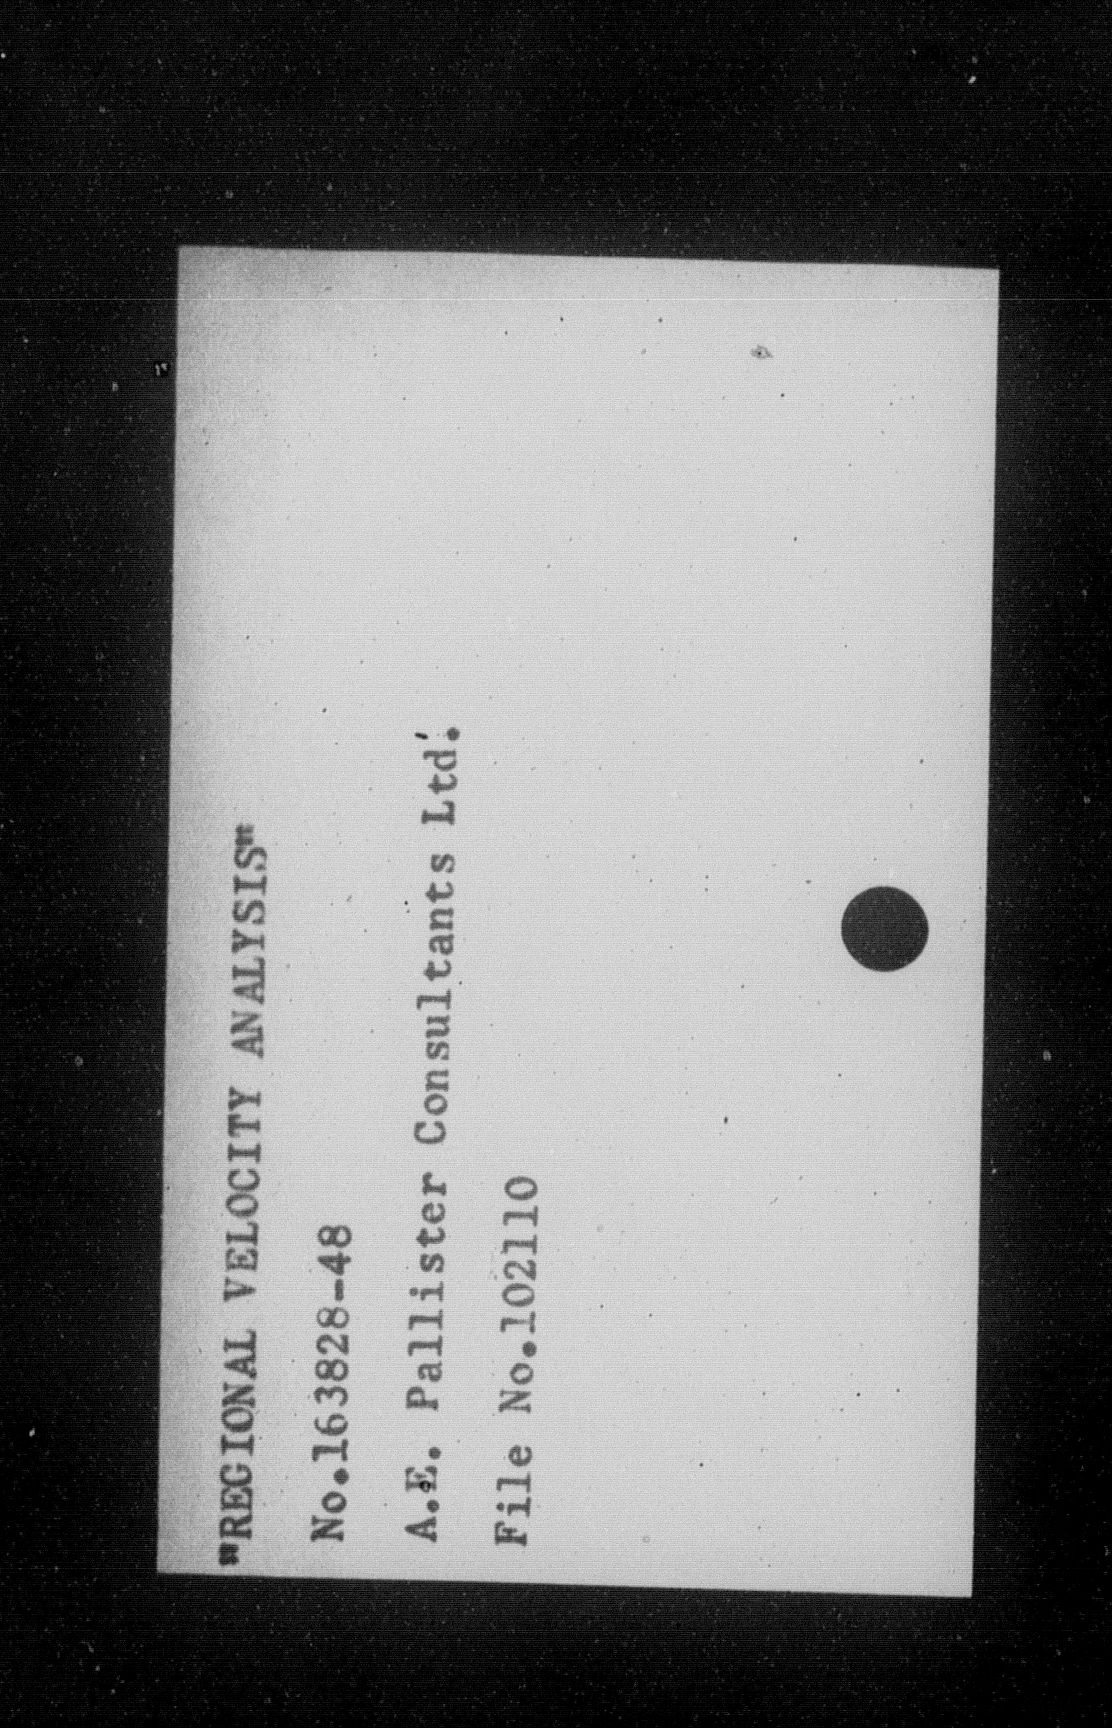 "REGIONAL VELOCITY ANALYSIS"
No.163828-48
A.E. Pallister Consultants Ltd.
File No.102110